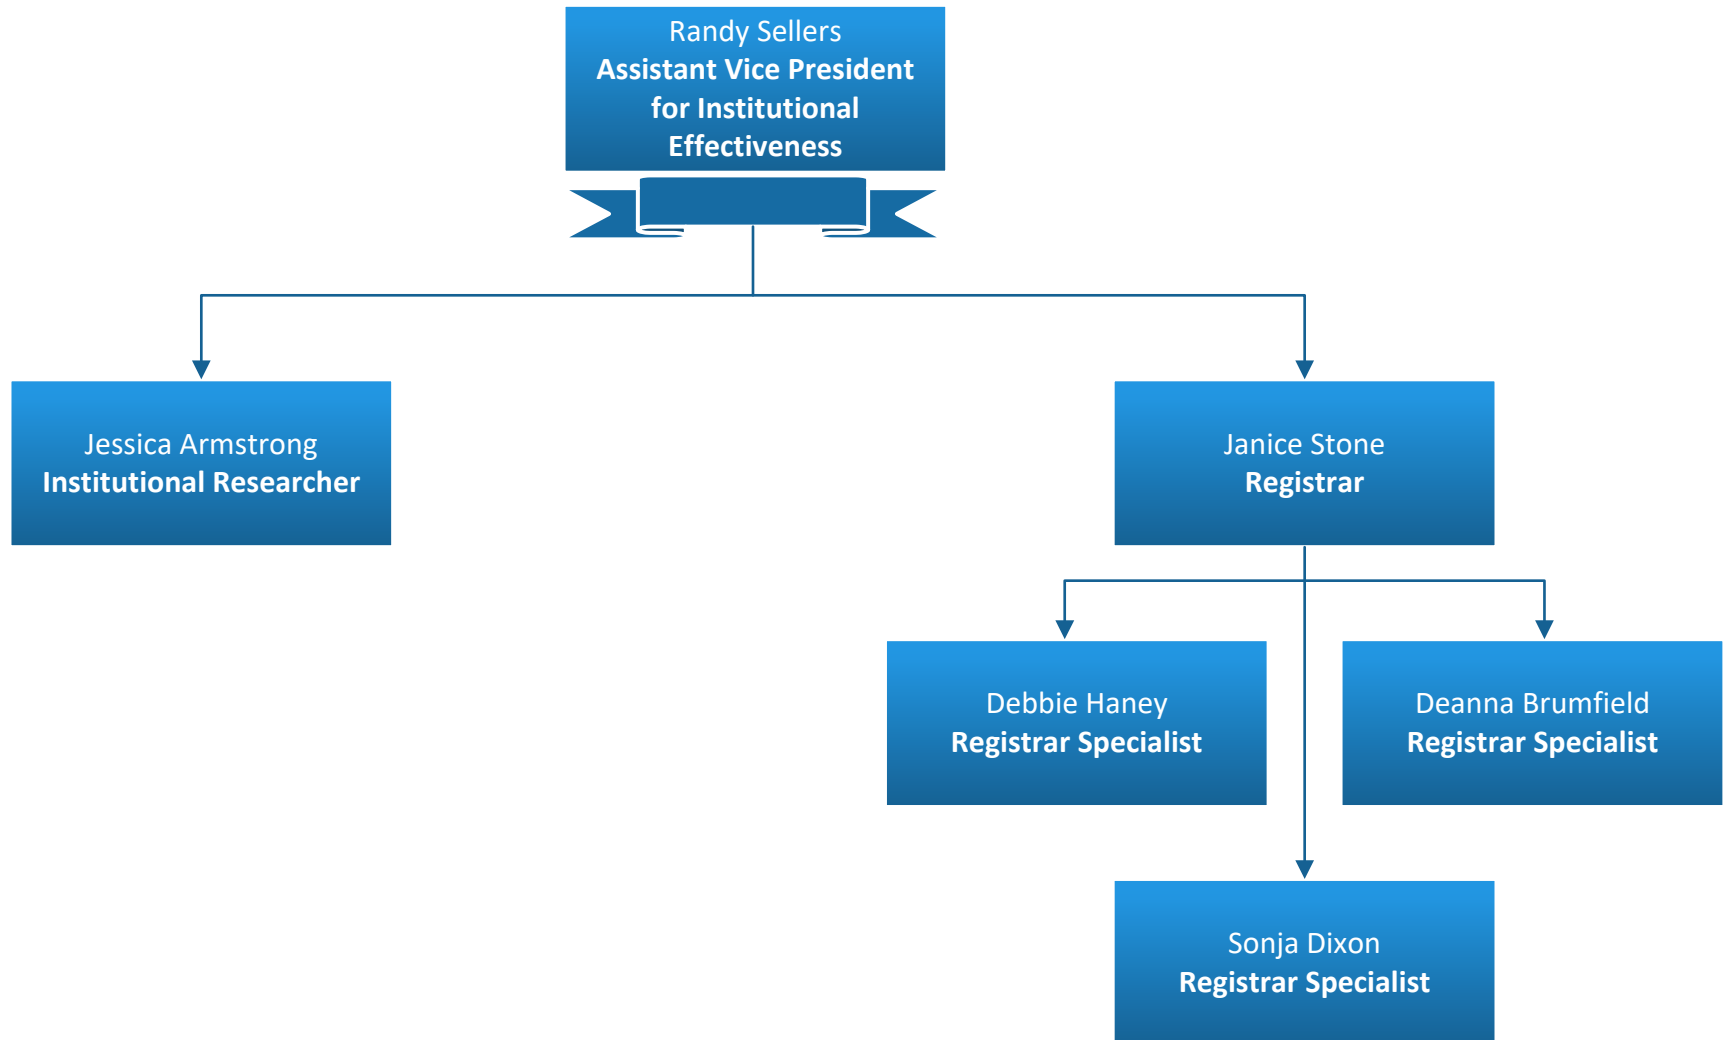 Randy Sellers
Assistant Vice President
for Institutional
Effectiveness
Jessica Armstrong
Institutional Researcher
Janice Stone
Registrar
Debbie Haney
Registrar Specialist
Deanna Brumfield
Registrar Specialist
Sonja Dixon
Registrar Specialist